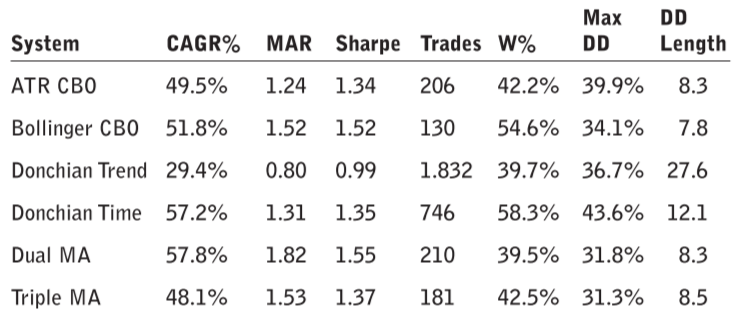 Max DD
System CAGR% MAR Sharpe Trades W% DD Length
ATR CBO 49.5% 1.24 1.34 206 42.2% 39.9% 8.3
Bollinger CBO 51.8% 1.52 1.52 130 54.6% 34.1% 7.8
Donchian Trend 29.4% 0.80 0.99 1.832 39.7% 36.7% 27.6
Donchian Time 57.2% 1.31 1.35 746 58.3% 43.6% 12.1
Dual MA 57.8% 1.82 1.55 210 39.5% 31.8% 8.3
Triple MA 48.1% 1.53 1.37 181 42.5% 31.3% 8.5